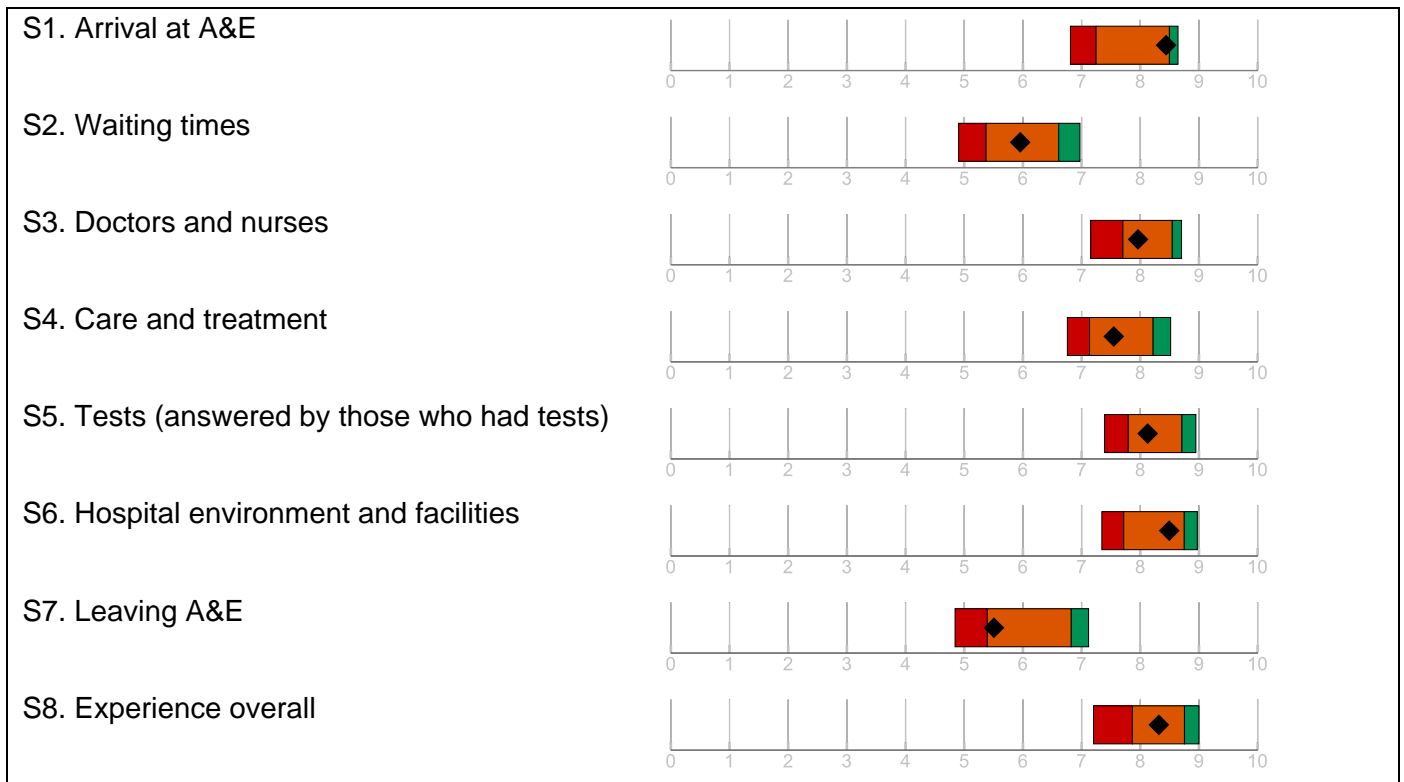 S1. Arrival at A&E
0 1 2 3 4 5 6 7 8 9 10
S2. Waiting times
0 1 2 3 4 5 6 7 8 9 10
S3. Doctors and nurses
0 1 2 3 4 5 6 7 8 9 10
S4. Care and treatment
0 1 2 3 4 5 6 7 8 9 10
S5. Tests (answered by those who had tests)
0 1 2 3 4 5 6 7 8 9 10
S6. Hospital environment and facilities
0 1 2 3 4 5 6 7 8 9 10
S7. Leaving A&E
0 1 2 3 4 5 6 7 8 9 10
S8. Experience overall
0 1 2 3 4 5 6 7 8 9 10